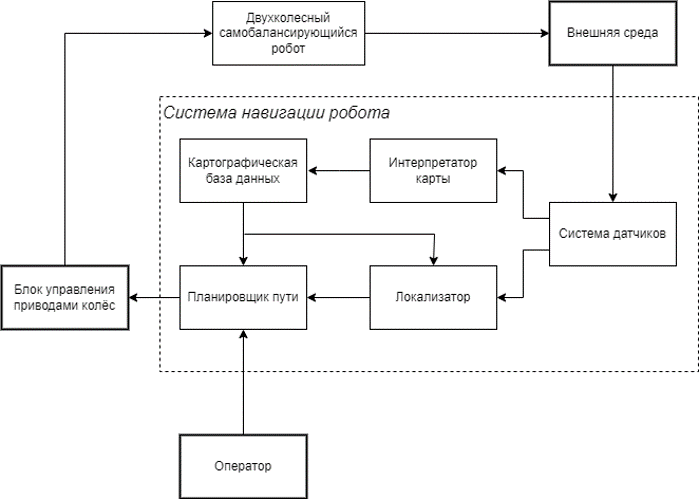 Двухколесный
самобалансирующийся
робот
Внешняя среда
Система навигации робота
Картографическая
база данных
Интерпретатор
карты
Система датчиков
Блок управления
приводами колёс
Планировщик пути
Локализатор
Оператор